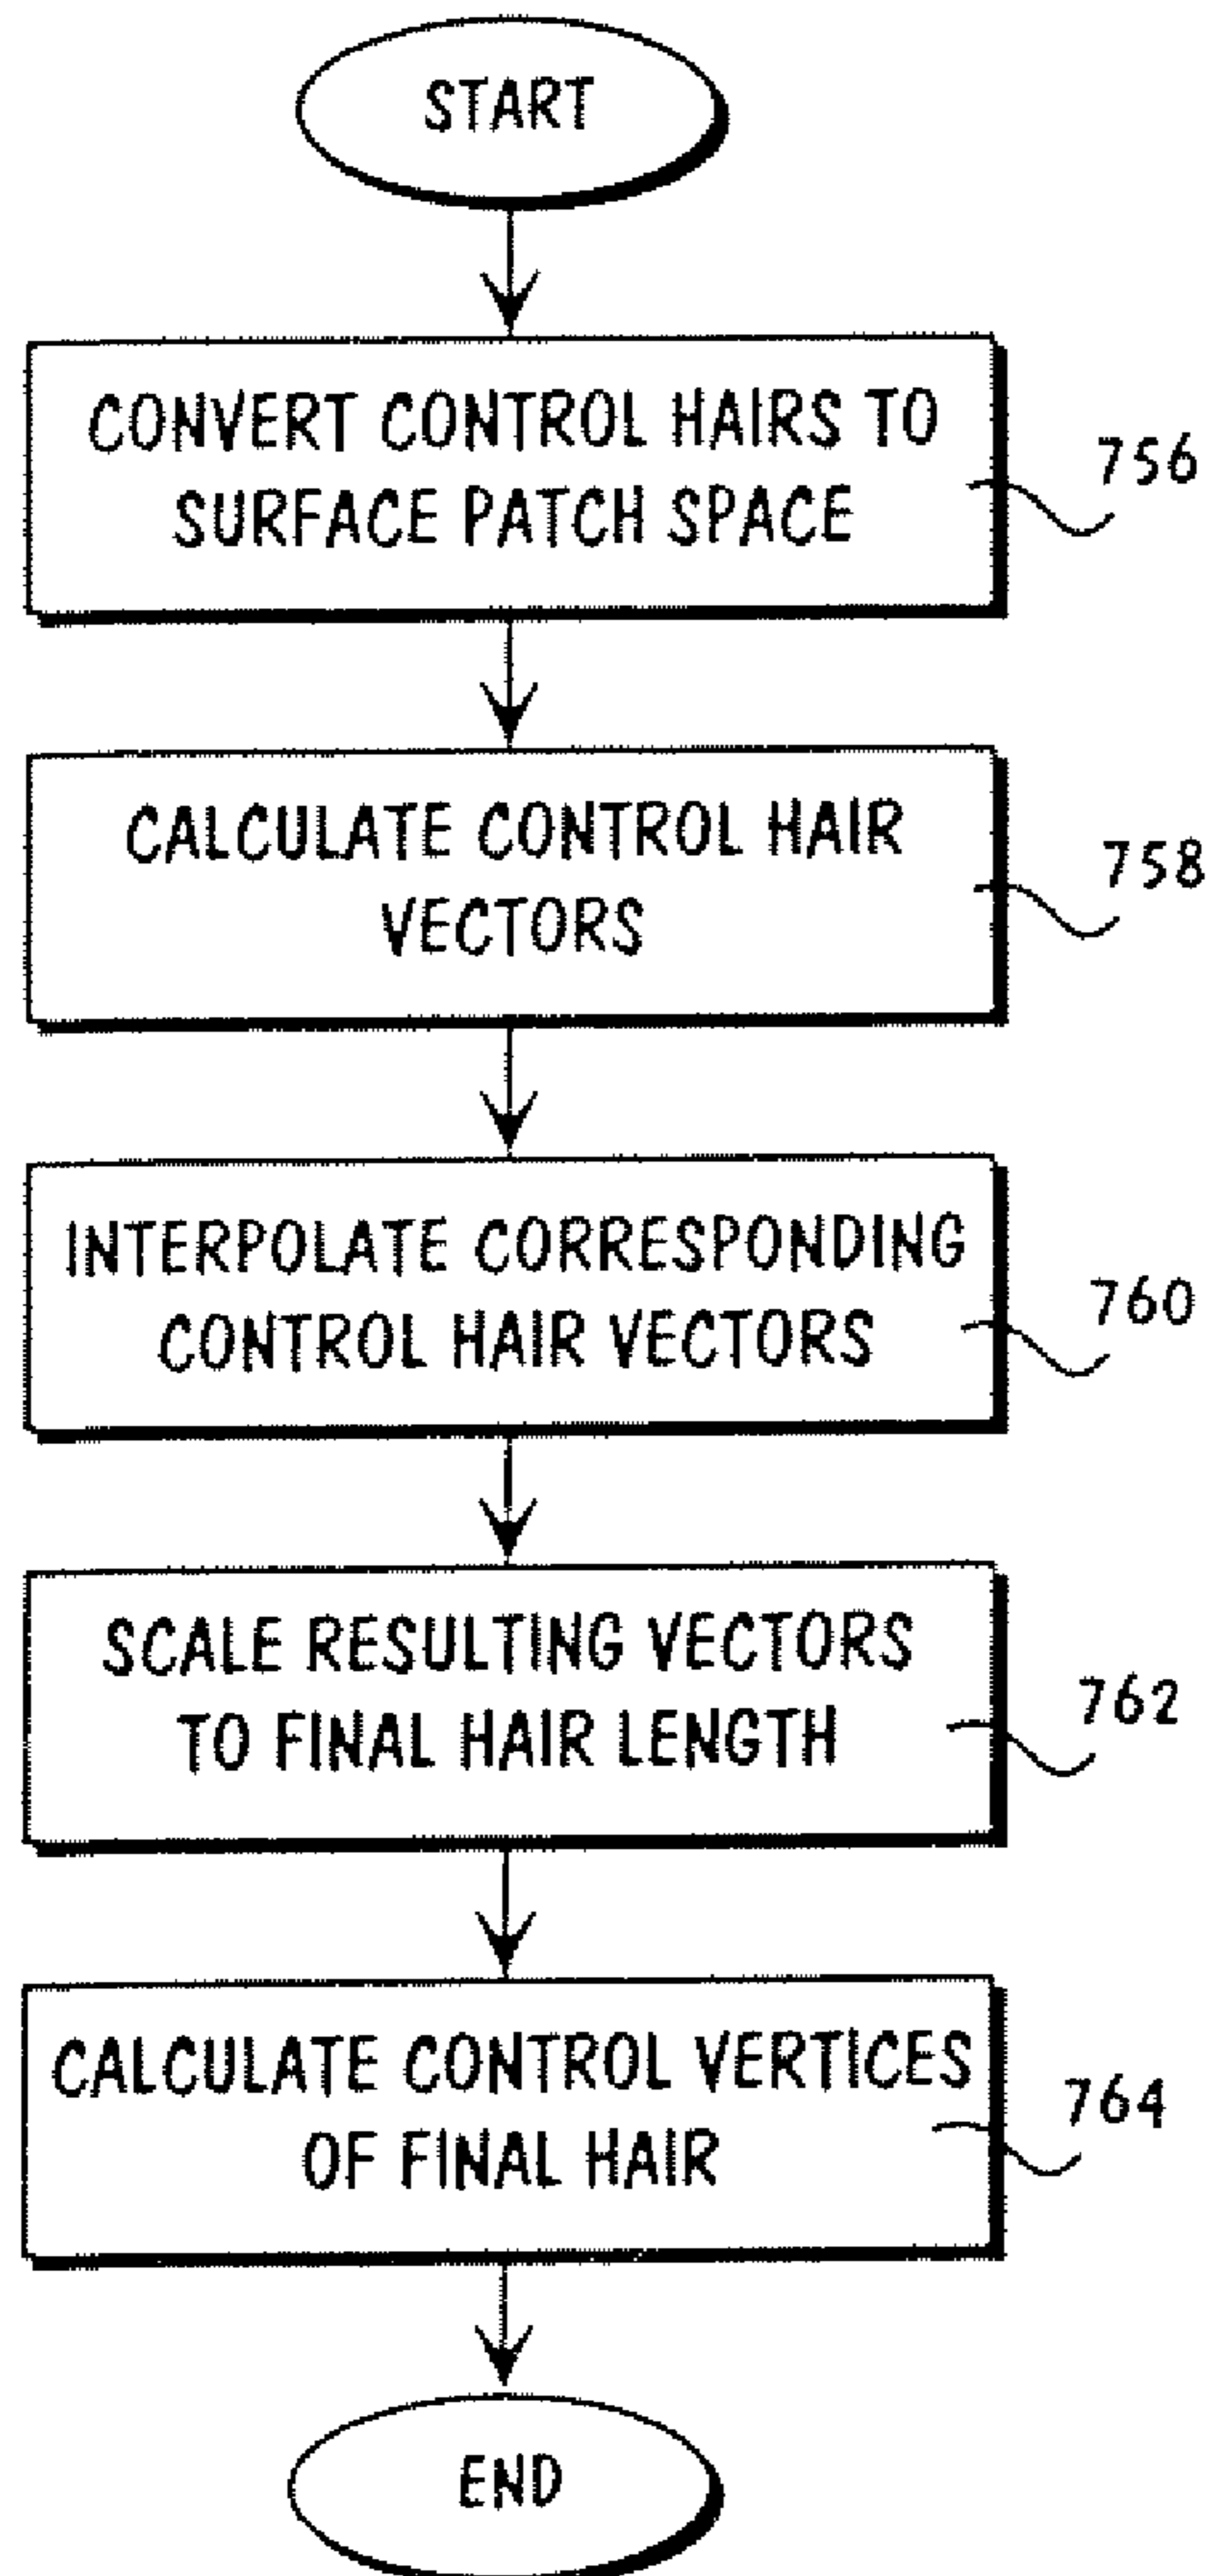 START
CONVERT CONTROL HAIRS TO
SURFACE PATCH SPACE
756
CALCULATE CONTROL HAIR
VECTORS
758
INTERPOLATE CORRESPONDING
CONTROL HAIR VECTORS
760
SCALE RESULTING VECTORS
TO FINAL HAIR LENGTH
762
CALCULATE CONTROL VERTICES
OF FINAL HAIR
764
END